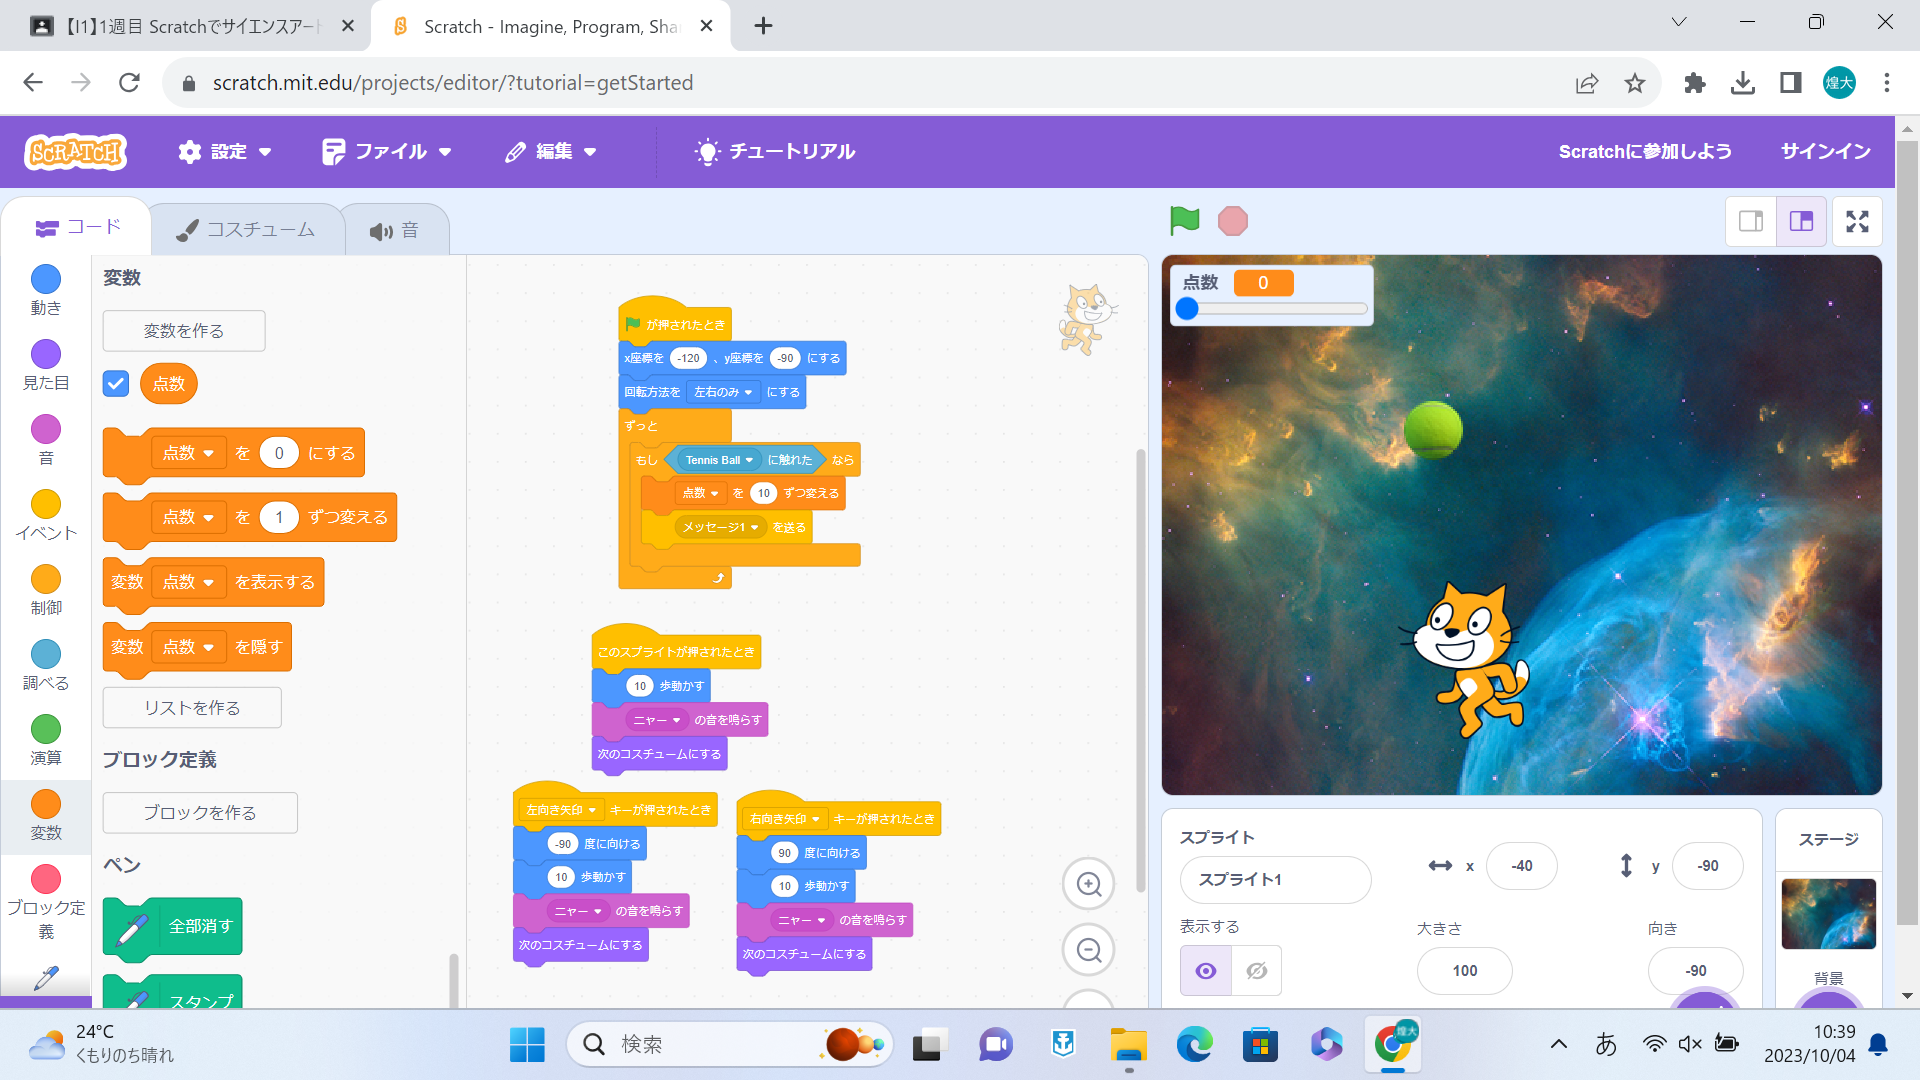 【I1】1週目 Scratchでサイエンスアート
Scratch - Imagine, Program, Sha
scratch.mit.edu/projects/editor/?tutorial=getStarted
煌大
SCRATCH
設定
ファイル
編集
チュートリアル
Scratchに参加しよう
サインイン
コード
コスチューム
音
動き
見た目
音
イベント
制御
調べる
演算
変数
ブロック定
義
変数
変数を作る
点数
点数 を 0 にする
点数 を 1 ずつ変える
変数 点数 を表示する
変数 点数 を隠す
リストを作る
ブロック定義
ブロックを作る
ペン
全部消す
スタンプ
が押されたとき
x座標を -120 、y座標を -90 にする
回転方法を 左右のみ にする
ずっと
もし Tennis Ball に触れた なら
点数 を 10 ずつ変える
メッセージ1 を送る
このスプライトが押されたとき
10 歩動かす
ニャー の音を鳴らす
次のコスチュームにする
左向き矢印 キーが押されたとき
-90 度に向ける
10 歩動かす
ニャー の音を鳴らす
次のコスチュームにする
右向き矢印 キーが押されたとき
90 度に向ける
10 歩動かす
ニャー の音を鳴らす
次のコスチュームにする
点数 0
スプライト
スプライト1
x -40
y -90
表示する
大きさ
100
向き
-90
ステージ
背景
24°C
くもりのち晴れ
検索
煌大
あ
10:39
2023/10/04